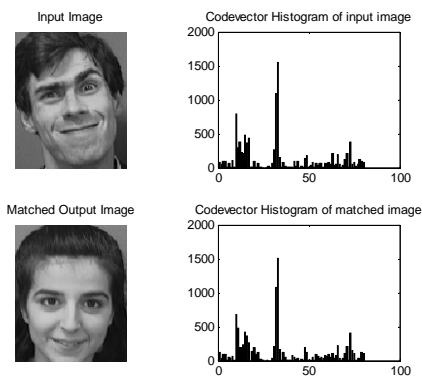 Input Image
Codevector Histogram of input image
2000
1500
1000
500
0
0 50 100
Matched Output Image
Codevector Histogram of matched image
2000
1500
1000
500
0
0 50 100